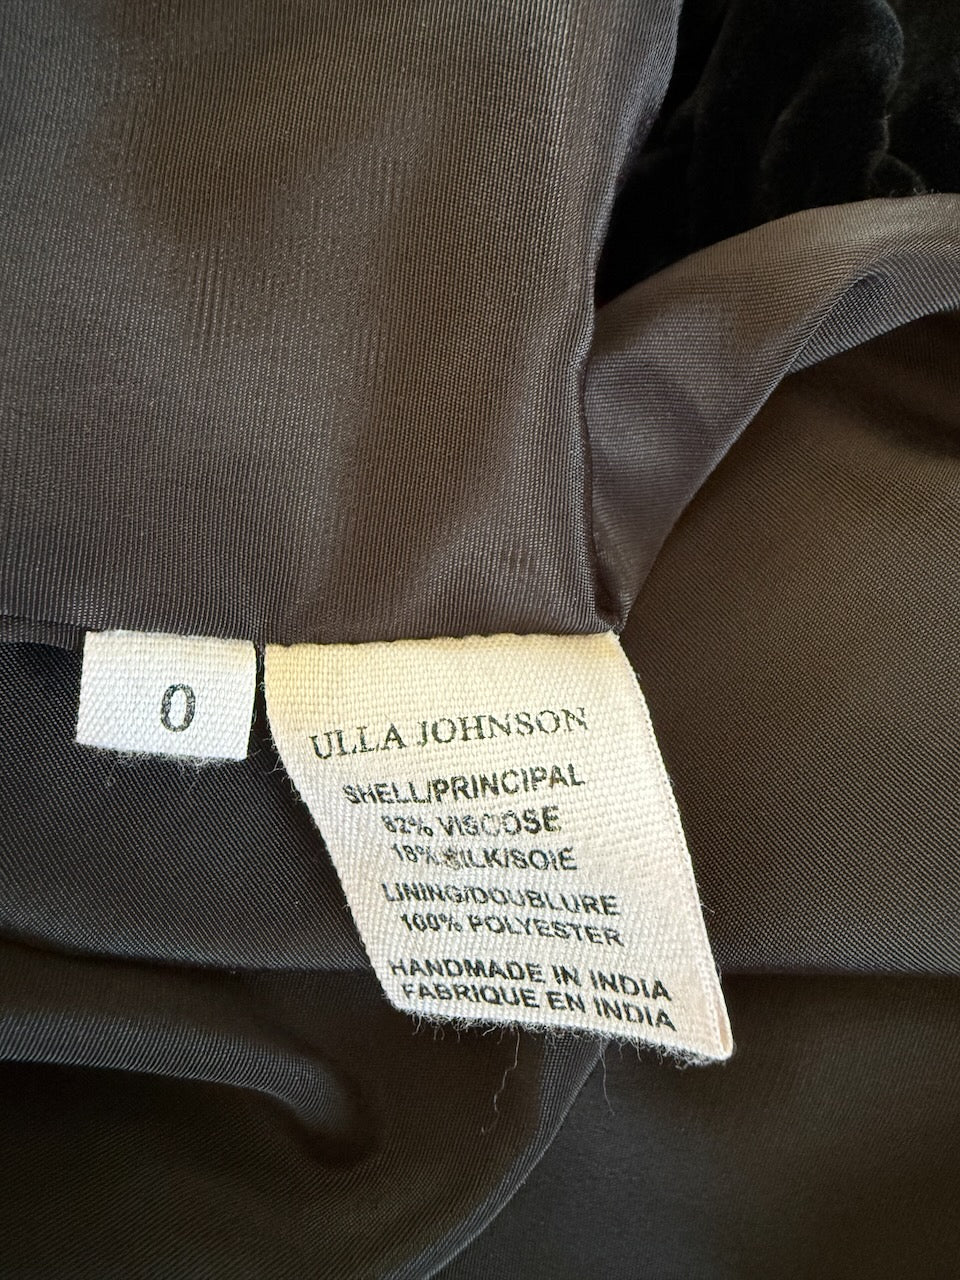 0
ULLA JOHNSON
SHELL/PRINCIPAL
82% VISCOSE
18% SILK/SOIE
LINING/DOUBLURE
100% POLYESTER
HANDMADE IN INDIA
FABRIQUE EN INDIA